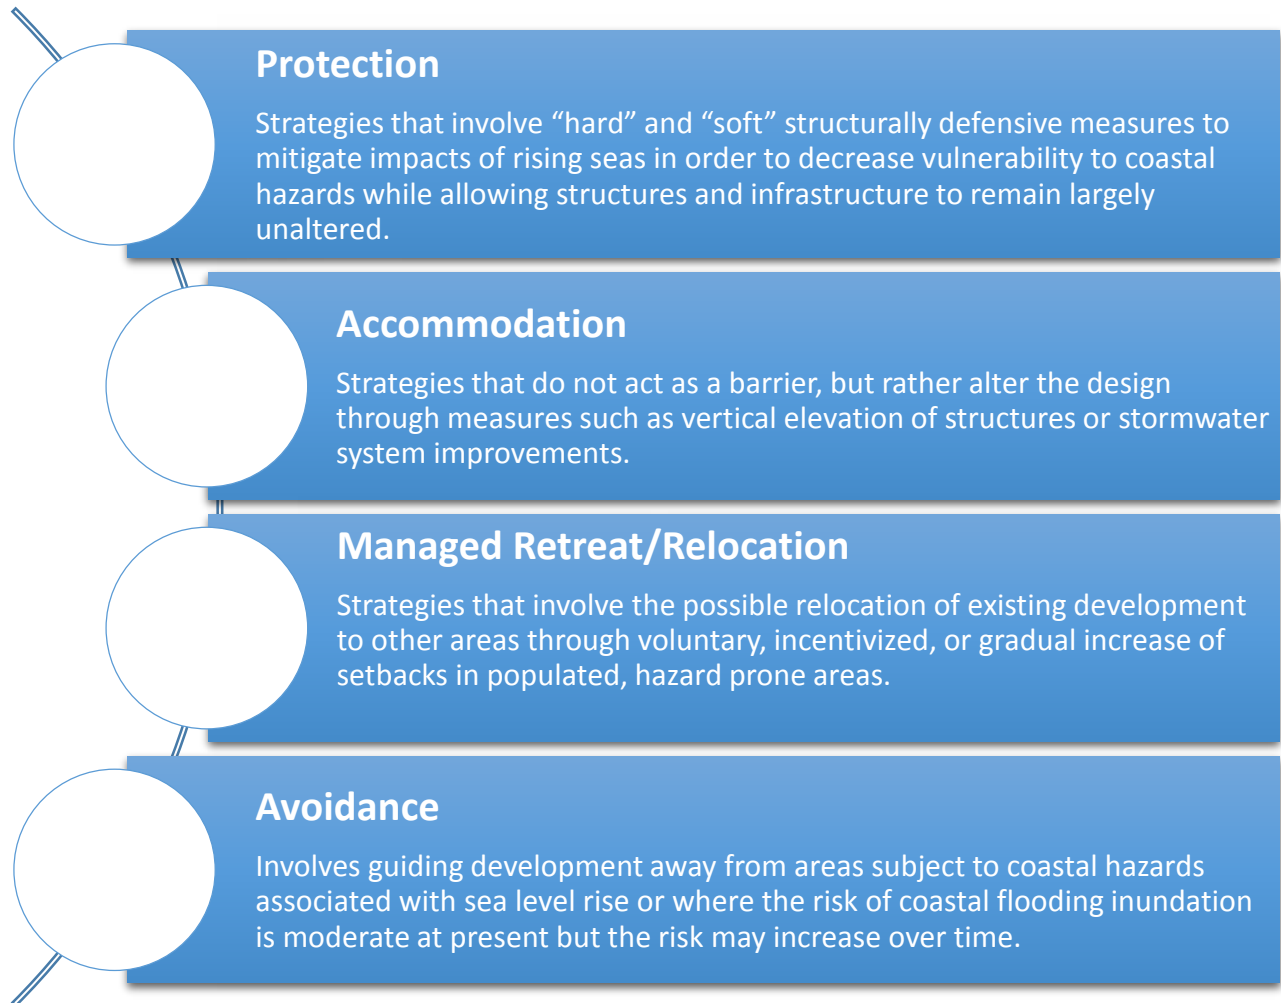 Protection
Strategies that involve “hard” and “soft” structurally defensive measures to
mitigate impacts of rising seas in order to decrease vulnerability to coastal
hazards while allowing structures and infrastructure to remain largely
unaltered.
Accommodation
Strategies that do not act as a barrier, but rather alter the design
through measures such as vertical elevation of structures or stormwater
system improvements.
Managed Retreat/Relocation
Strategies that involve the possible relocation of existing development
to other areas through voluntary, incentivized, or gradual increase of
setbacks in populated, hazard prone areas.
Avoidance
Involves guiding development away from areas subject to coastal hazards
associated with sea level rise or where the risk of coastal flooding inundation
is moderate at present but the risk may increase over time.